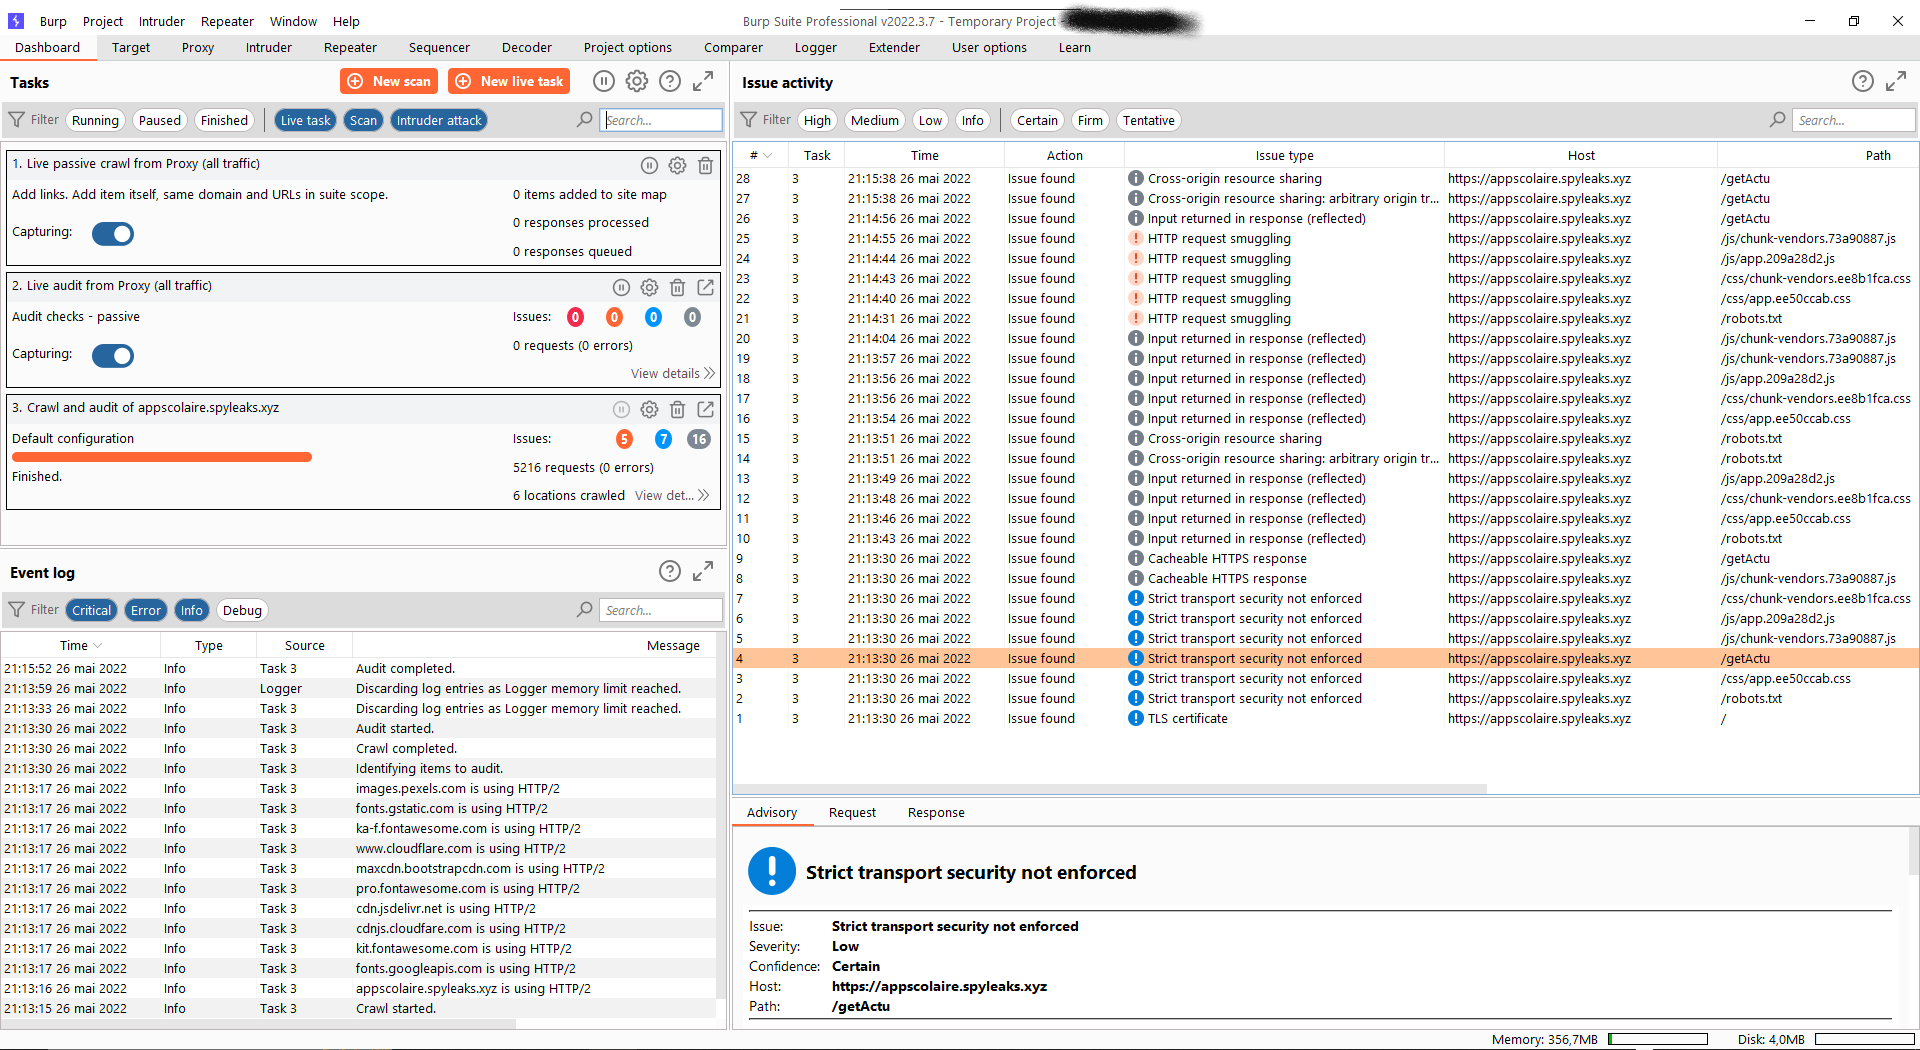 Burp Project Intruder Repeater Window Help
Burp Suite Professional v2022.3.7 - Temporary Project -
Dashboard Target Proxy Intruder Repeater Sequencer Decoder Project options Comparer Logger Extender User options Learn
Tasks
New scan New live task
Filter Running Paused Finished Live task Scan Intruder attack Search...
1. Live passive crawl from Proxy (all traffic)
Add links. Add item itself, same domain and URLs in suite scope. 0 items added to site map
0 responses processed
Capturing:
0 responses queued
2. Live audit from Proxy (all traffic)
Audit checks - passive Issues: 0 0 0 0
0 requests (0 errors)
Capturing:
View details
3. Crawl and audit of appscolaire.spyleaks.xyz
Default configuration Issues: 5 7 16
5216 requests (0 errors)
Finished.
6 locations crawled View det...
Event log
Filter Critical Error Info Debug Search...
Time Type Source Message
21:15:52 26 mai 2022 Info Task 3 Audit completed.
21:13:59 26 mai 2022 Info Logger Discarding log entries as Logger memory limit reached.
21:13:33 26 mai 2022 Info Task 3 Discarding log entries as Logger memory limit reached.
21:13:30 26 mai 2022 Info Task 3 Audit started.
21:13:30 26 mai 2022 Info Task 3 Crawl completed.
21:13:30 26 mai 2022 Info Task 3 Identifying items to audit.
21:13:17 26 mai 2022 Info Task 3 images.pexels.com is using HTTP/2
21:13:17 26 mai 2022 Info Task 3 fonts.gstatic.com is using HTTP/2
21:13:17 26 mai 2022 Info Task 3 ka-f.fontawesome.com is using HTTP/2
21:13:17 26 mai 2022 Info Task 3 www.cloudflare.com is using HTTP/2
21:13:17 26 mai 2022 Info Task 3 maxcdn.bootstrapcdn.com is using HTTP/2
21:13:17 26 mai 2022 Info Task 3 pro.fontawesome.com is using HTTP/2
21:13:17 26 mai 2022 Info Task 3 cdn.jsdelivr.net is using HTTP/2
21:13:17 26 mai 2022 Info Task 3 cdnjs.cloudfare.com is using HTTP/2
21:13:17 26 mai 2022 Info Task 3 kit.fontawesome.com is using HTTP/2
21:13:17 26 mai 2022 Info Task 3 fonts.googleapis.com is using HTTP/2
21:13:16 26 mai 2022 Info Task 3 appscolaire.spyleaks.xyz is using HTTP/2
21:13:15 26 mai 2022 Info Task 3 Crawl started.
Issue activity
Filter High Medium Low Info Certain Firm Tentative Search...
# Task Time Action Issue type Host Path
28 3 21:15:38 26 mai 2022 Issue found Cross-origin resource sharing https://appscolaire.spyleaks.xyz /getActu
27 3 21:15:38 26 mai 2022 Issue found Cross-origin resource sharing: arbitrary origin tr... https://appscolaire.spyleaks.xyz /getActu
26 3 21:14:56 26 mai 2022 Issue found Input returned in response (reflected) https://appscolaire.spyleaks.xyz /getActu
25 3 21:14:55 26 mai 2022 Issue found HTTP request smuggling https://appscolaire.spyleaks.xyz /js/chunk-vendors.73a90887.js
24 3 21:14:44 26 mai 2022 Issue found HTTP request smuggling https://appscolaire.spyleaks.xyz /js/app.209a28d2.js
23 3 21:14:43 26 mai 2022 Issue found HTTP request smuggling https://appscolaire.spyleaks.xyz /css/chunk-vendors.ee8b1fca.css
22 3 21:14:40 26 mai 2022 Issue found HTTP request smuggling https://appscolaire.spyleaks.xyz /css/app.ee50ccab.css
21 3 21:14:31 26 mai 2022 Issue found HTTP request smuggling https://appscolaire.spyleaks.xyz /robots.txt
20 3 21:14:04 26 mai 2022 Issue found Input returned in response (reflected) https://appscolaire.spyleaks.xyz /js/chunk-vendors.73a90887.js
19 3 21:13:57 26 mai 2022 Issue found Input returned in response (reflected) https://appscolaire.spyleaks.xyz /js/chunk-vendors.73a90887.js
18 3 21:13:56 26 mai 2022 Issue found Input returned in response (reflected) https://appscolaire.spyleaks.xyz /js/app.209a28d2.js
17 3 21:13:56 26 mai 2022 Issue found Input returned in response (reflected) https://appscolaire.spyleaks.xyz /css/chunk-vendors.ee8b1fca.css
16 3 21:13:54 26 mai 2022 Issue found Input returned in response (reflected) https://appscolaire.spyleaks.xyz /css/app.ee50ccab.css
15 3 21:13:51 26 mai 2022 Issue found Cross-origin resource sharing https://appscolaire.spyleaks.xyz /robots.txt
14 3 21:13:51 26 mai 2022 Issue found Cross-origin resource sharing: arbitrary origin tr... https://appscolaire.spyleaks.xyz /robots.txt
13 3 21:13:49 26 mai 2022 Issue found Input returned in response (reflected) https://appscolaire.spyleaks.xyz /js/app.209a28d2.js
12 3 21:13:48 26 mai 2022 Issue found Input returned in response (reflected) https://appscolaire.spyleaks.xyz /css/chunk-vendors.ee8b1fca.css
11 3 21:13:46 26 mai 2022 Issue found Input returned in response (reflected) https://appscolaire.spyleaks.xyz /css/app.ee50ccab.css
10 3 21:13:43 26 mai 2022 Issue found Input returned in response (reflected) https://appscolaire.spyleaks.xyz /robots.txt
9 3 21:13:30 26 mai 2022 Issue found Cacheable HTTPS response https://appscolaire.spyleaks.xyz /getActu
8 3 21:13:30 26 mai 2022 Issue found Cacheable HTTPS response https://appscolaire.spyleaks.xyz /js/chunk-vendors.73a90887.js
7 3 21:13:30 26 mai 2022 Issue found Strict transport security not enforced https://appscolaire.spyleaks.xyz /css/chunk-vendors.ee8b1fca.css
6 3 21:13:30 26 mai 2022 Issue found Strict transport security not enforced https://appscolaire.spyleaks.xyz /js/app.209a28d2.js
5 3 21:13:30 26 mai 2022 Issue found Strict transport security not enforced https://appscolaire.spyleaks.xyz /js/chunk-vendors.73a90887.js
4 3 21:13:30 26 mai 2022 Issue found Strict transport security not enforced https://appscolaire.spyleaks.xyz /getActu
3 3 21:13:30 26 mai 2022 Issue found Strict transport security not enforced https://appscolaire.spyleaks.xyz /css/app.ee50ccab.css
2 3 21:13:30 26 mai 2022 Issue found Strict transport security not enforced https://appscolaire.spyleaks.xyz /robots.txt
1 3 21:13:30 26 mai 2022 Issue found TLS certificate https://appscolaire.spyleaks.xyz /
Advisory Request Response
Strict transport security not enforced
Issue: Strict transport security not enforced
Severity: Low
Confidence: Certain
Host: https://appscolaire.spyleaks.xyz
Path: /getActu
Memory: 356,7MB Disk: 4,0MB